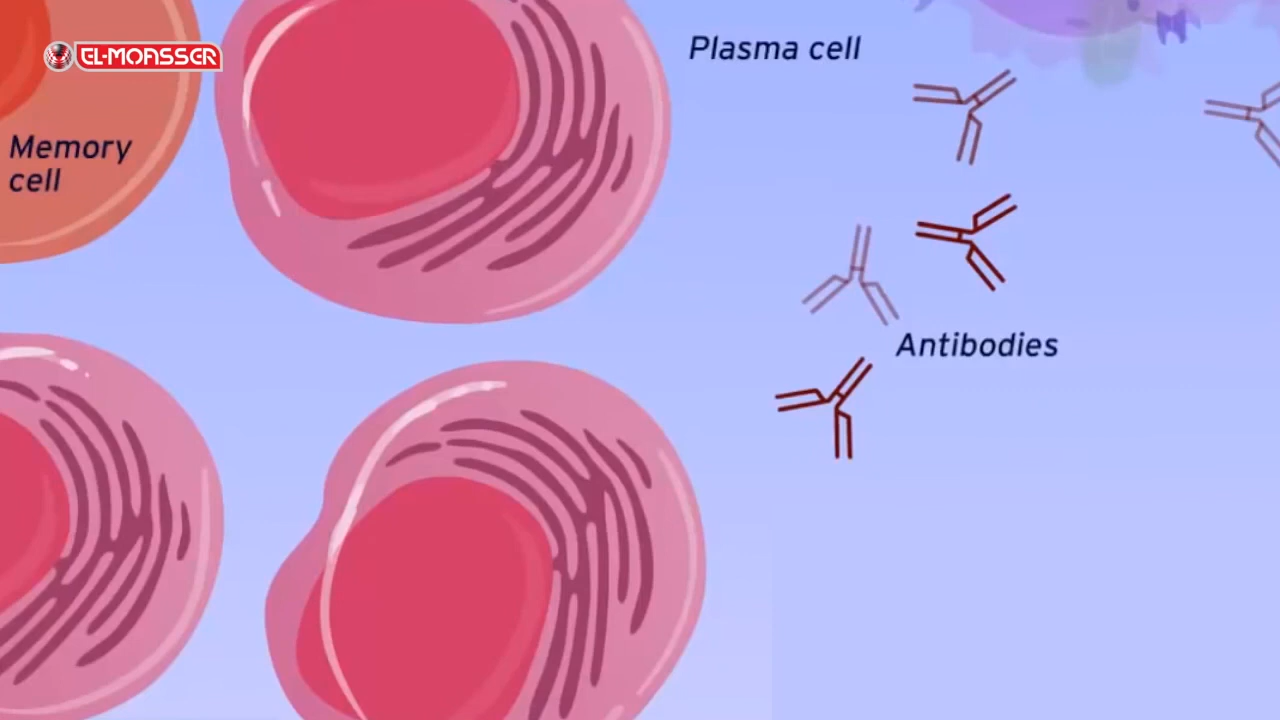 EL-MOASSER
Plasma cell
Memory
cell
Antibodies